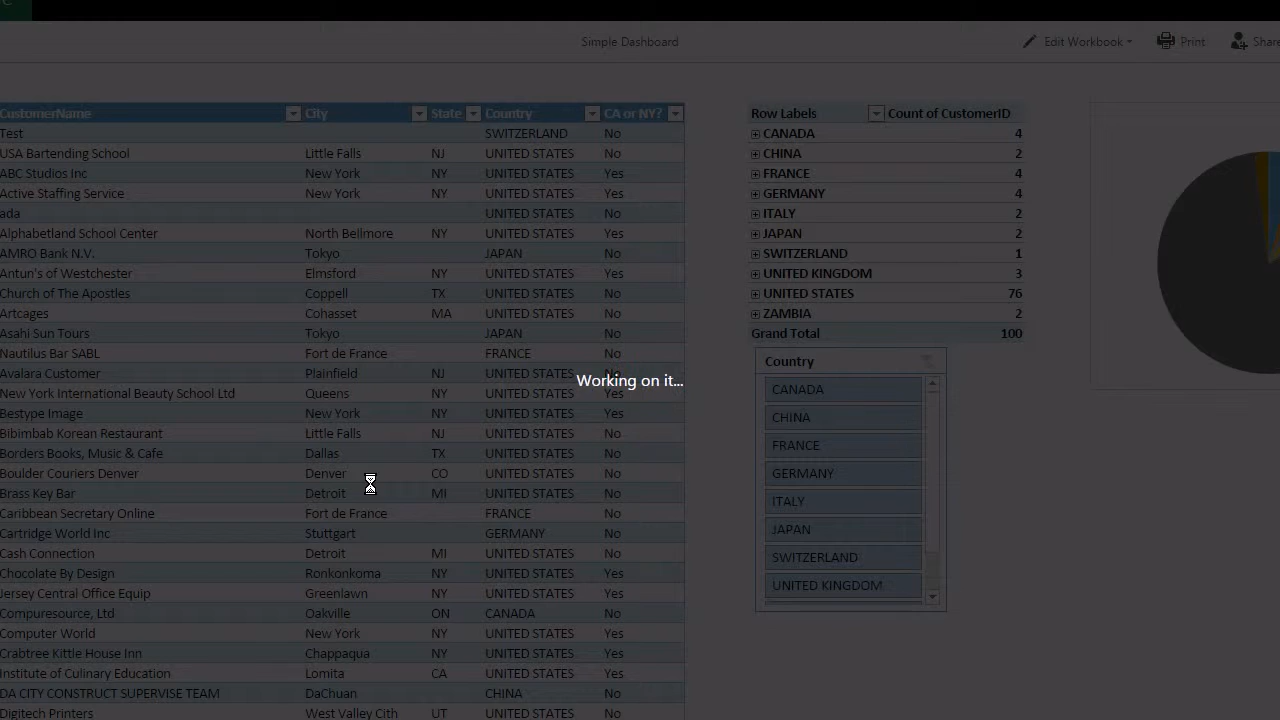 Simple Dashboard
Edit Workbook
Print
Share
CustomerName City State Country CA or NY?
Test SWITZERLAND No
USA Bartending School Little Falls NJ UNITED STATES No
ABC Studios Inc New York NY UNITED STATES Yes
Active Staffing Service New York NY UNITED STATES Yes
ada UNITED STATES No
Alphabetland School Center North Bellmore NY UNITED STATES Yes
AMRO Bank N.V. Tokyo JAPAN No
Antun's of Westchester Elmsford NY UNITED STATES Yes
Church of The Apostles Coppell TX UNITED STATES No
Artcages Cohasset MA UNITED STATES No
Asahi Sun Tours Tokyo JAPAN No
Nautilus Bar SABL Fort de France FRANCE No
Avalara Customer Plainfield NJ UNITED STATES No
New York International Beauty School Ltd Queens NY UNITED STATES Yes
Bestype Image New York NY UNITED STATES Yes
Bibimbab Korean Restaurant Little Falls NJ UNITED STATES No
Borders Books, Music & Cafe Dallas TX UNITED STATES No
Boulder Couriers Denver Denver CO UNITED STATES No
Brass Key Bar Detroit MI UNITED STATES No
Caribbean Secretary Online Fort de France FRANCE No
Cartridge World Inc Stuttgart GERMANY No
Cash Connection Detroit MI UNITED STATES No
Chocolate By Design Ronkonkoma NY UNITED STATES Yes
Jersey Central Office Equip Greenlawn NY UNITED STATES Yes
Compuresource, Ltd Oakville ON CANADA No
Computer World New York NY UNITED STATES Yes
Crabtree Kittle House Inn Chappaqua NY UNITED STATES Yes
Institute of Culinary Education Lomita CA UNITED STATES Yes
DA CITY CONSTRUCT SUPERVISE TEAM DaChuan CHINA No
Digitech Printers West Valley Cith UT UNITED STATES No
Working on it...
Row Labels Count of CustomerID
CANADA 4
CHINA 2
FRANCE 4
GERMANY 4
ITALY 2
JAPAN 2
SWITZERLAND 1
UNITED KINGDOM 3
UNITED STATES 76
ZAMBIA 2
Grand Total 100
Country
CANADA
CHINA
FRANCE
GERMANY
ITALY
JAPAN
SWITZERLAND
UNITED KINGDOM